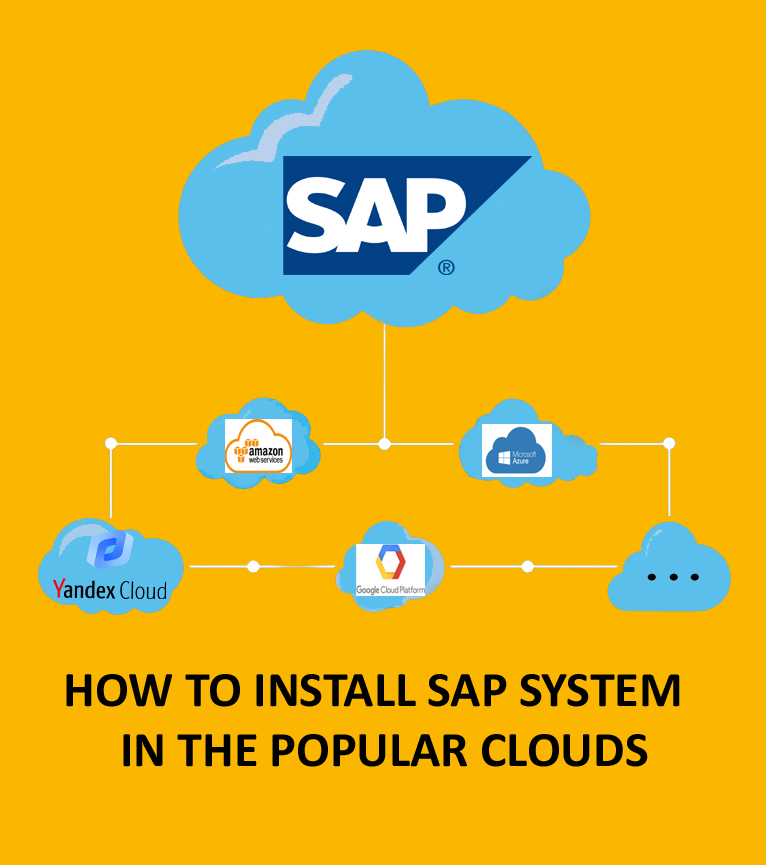 SAP
®
amazon
web services
Microsoft
Azure
Yandex Cloud
Google Cloud Platform
...
HOW TO INSTALL SAP SYSTEM
IN THE POPULAR CLOUDS